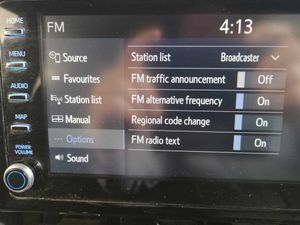 HOME
MENU
AUDIO
MAP
POWER
VOLUME
FM
4:13
Source
Favourites
Station list
Manual
Options
Sound
Station list Broadcaster
FM traffic announcement Off
FM alternative frequency On
Regional code change On
FM radio text On